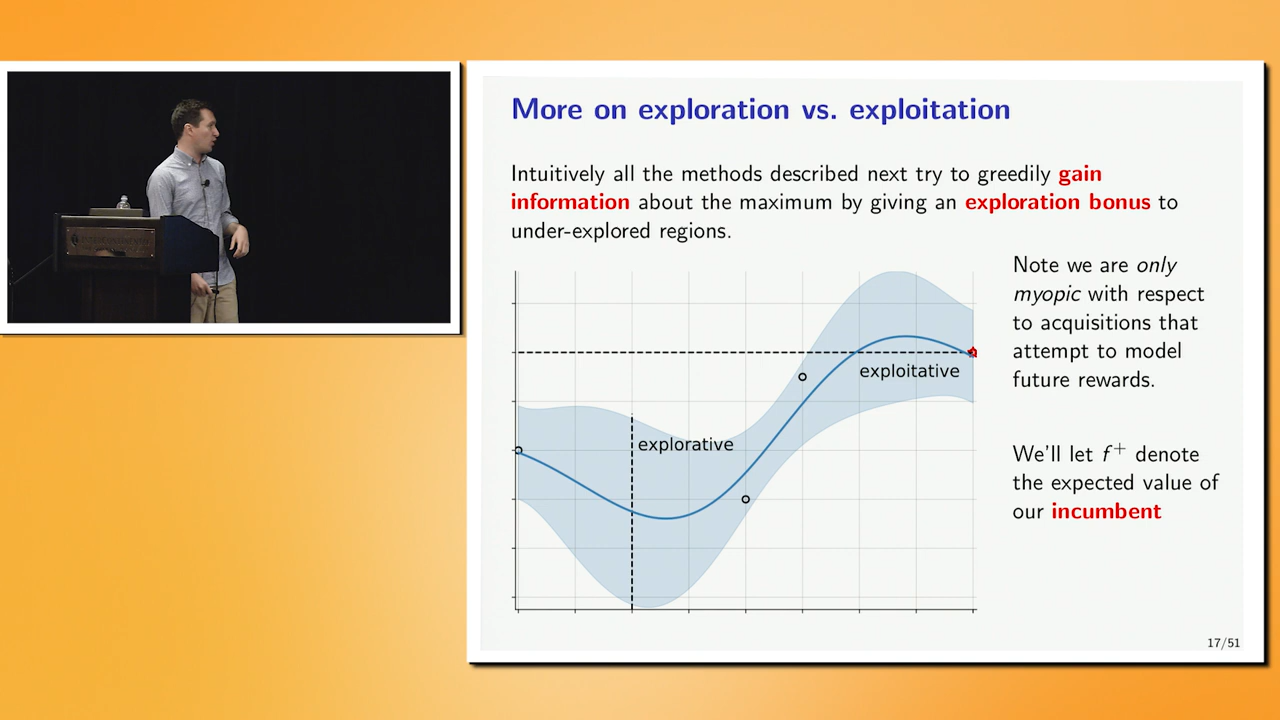 More on exploration vs. exploitation
Intuitively all the methods described next try to greedily gain
information about the maximum by giving an exploration bonus to
under-explored regions.
Note we are only
myopic with respect
to acquisitions that
attempt to model
future rewards.
exploitative
explorative
We'll let f⁺ denote
the expected value of
our incumbent
17/51